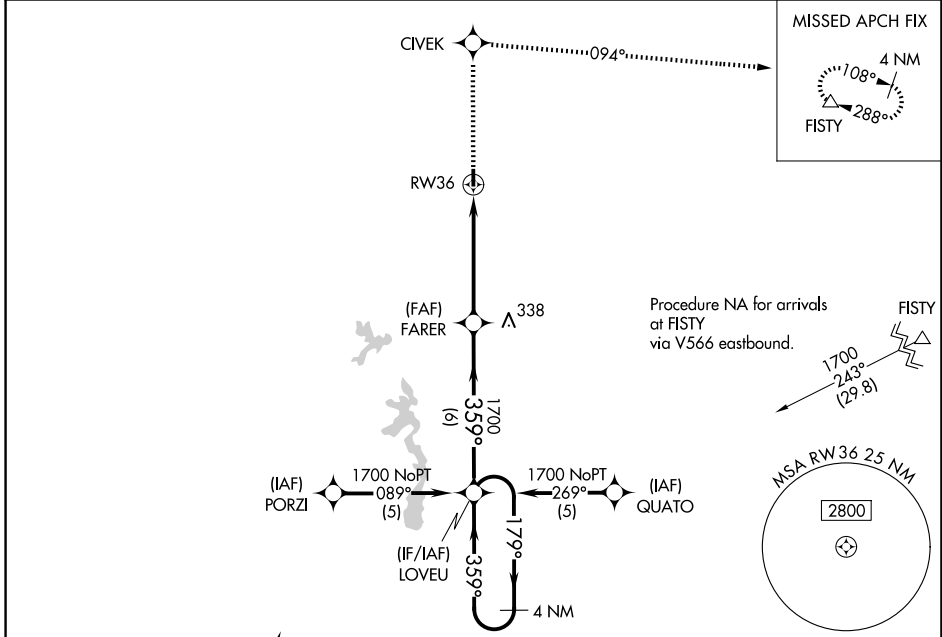 MISSED APCH FIX
4 NM
108°
288°
FISTY
CIVEK
094°
RW36
(FAF)
FARER
338
Procedure NA for arrivals
at FISTY
via V566 eastbound.
FISTY
1700
243°
(29.8)
1700
359°
(6)
(IAF)
PORZI
1700 NoPT
089°
(5)
1700 NoPT
269°
(5)
(IAF)
QUATO
(IF/IAF)
LOVEU
359°
179°
4 NM
MSA RW36 25 NM
2800